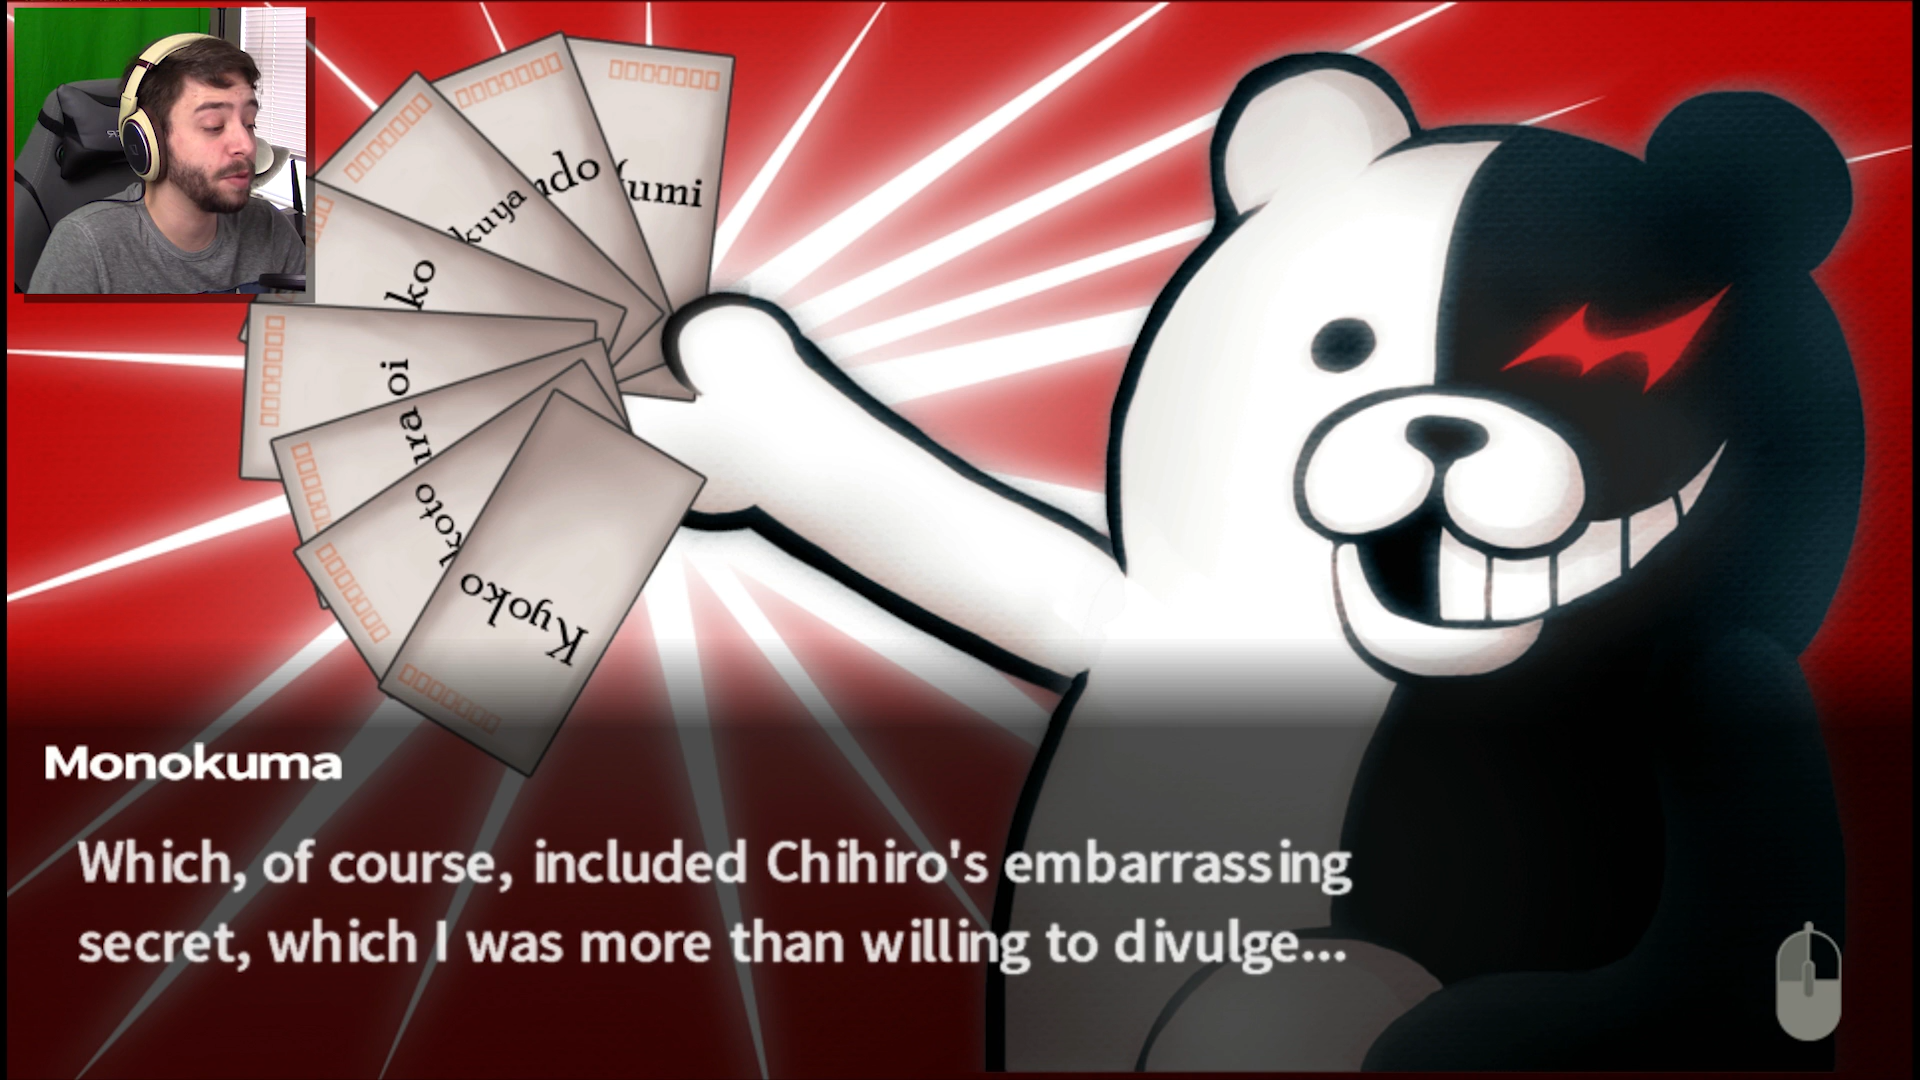 umi
ndo
kuya
ko
oi
ura
koto
Kyoko
Monokuma
Which, of course, included Chihiro's embarrassing
secret, which I was more than willing to divulge...